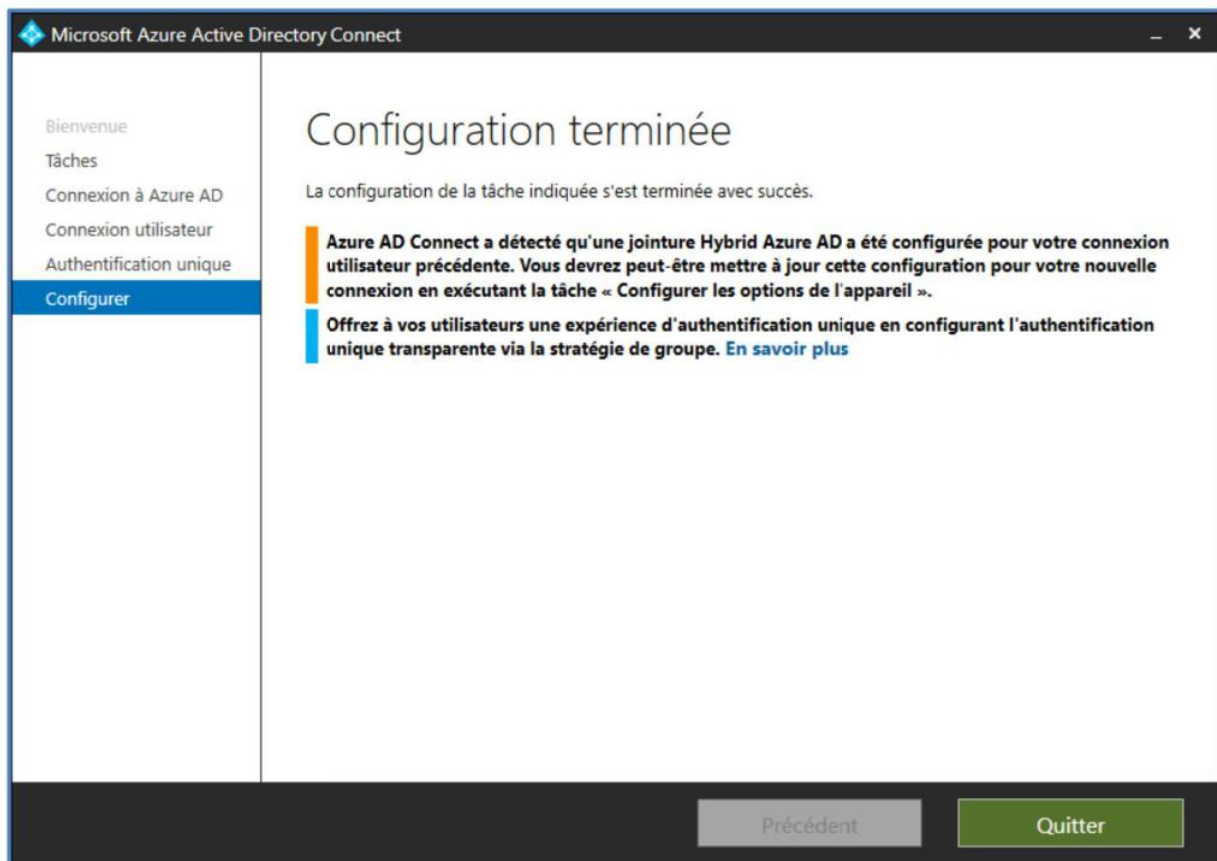 Microsoft Azure Active Directory Connect
Bienvenue
Tâches
Connexion à Azure AD
Connexion utilisateur
Authentification unique
Configurer
Configuration terminée
La configuration de la tâche indiquée s'est terminée avec succès.
Azure AD Connect a détecté qu'une jointure Hybrid Azure AD a été configurée pour votre connexion
utilisateur précédente. Vous devrez peut-être mettre à jour cette configuration pour votre nouvelle
connexion en exécutant la tâche « Configurer les options de l'appareil ».
Offrez à vos utilisateurs une expérience d'authentification unique en configurant l'authentification
unique transparente via la stratégie de groupe. En savoir plus
Précédent
Quitter